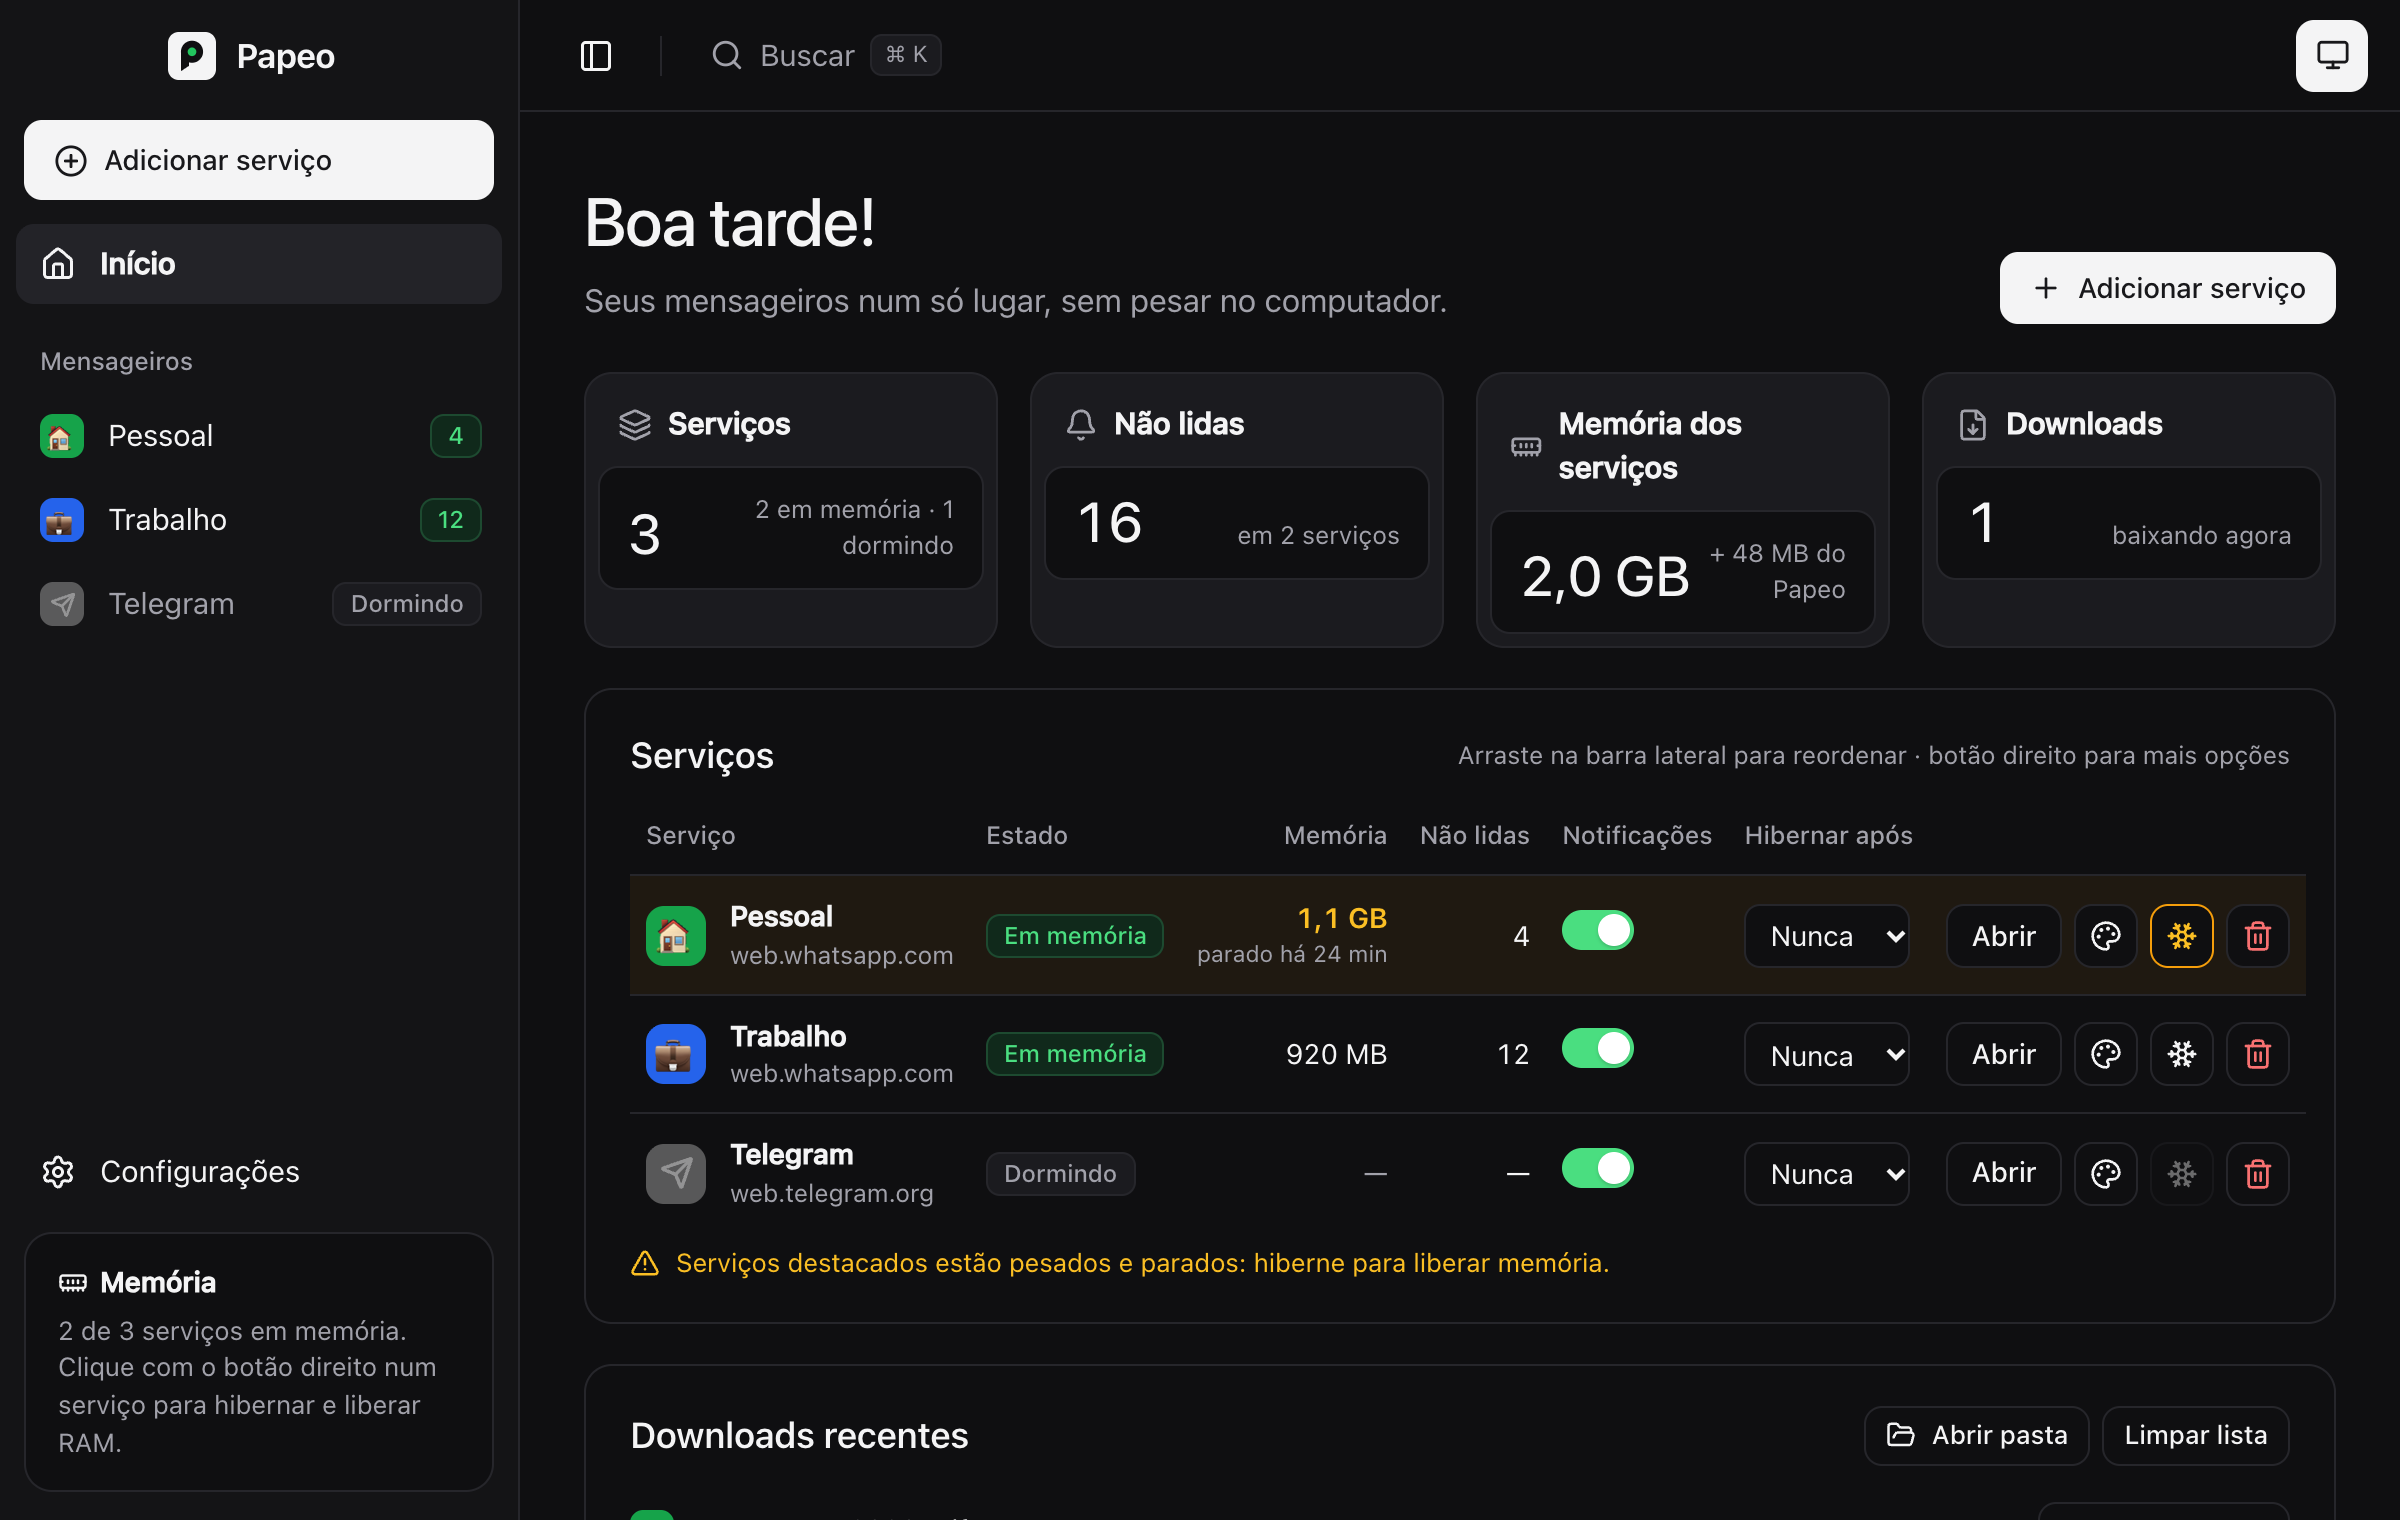 Papeo
Buscar ⌘ K
Adicionar serviço
Início
Mensageiros
Pessoal 4
Trabalho 12
Telegram Dormindo
Configurações
Memória
2 de 3 serviços em memória.
Clique com o botão direito num
serviço para hibernar e liberar
RAM.
Boa tarde!
Seus mensageiros num só lugar, sem pesar no computador.
Adicionar serviço
Serviços
3
2 em memória · 1
dormindo
Não lidas
16
em 2 serviços
Memória dos
serviços
2,0 GB
+ 48 MB do
Papeo
Downloads
1
baixando agora
Serviços
Arraste na barra lateral para reordenar · botão direito para mais opções
Serviço Estado Memória Não lidas Notificações Hibernar após
Pessoal
web.whatsapp.com
Em memória
1,1 GB
parado há 24 min
4
Nunca
Abrir
Trabalho
web.whatsapp.com
Em memória
920 MB
12
Nunca
Abrir
Telegram
web.telegram.org
Dormindo
—
—
Nunca
Abrir
Serviços destacados estão pesados e parados: hiberne para liberar memória.
Downloads recentes
Abrir pasta
Limpar lista